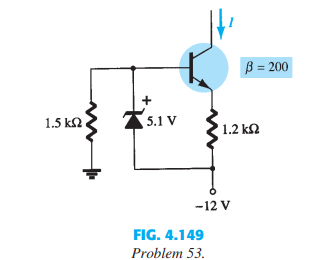 I
β = 200
1.5 kΩ
+
5.1 V
1.2 kΩ
-12 V
FIG. 4.149
Problem 53.